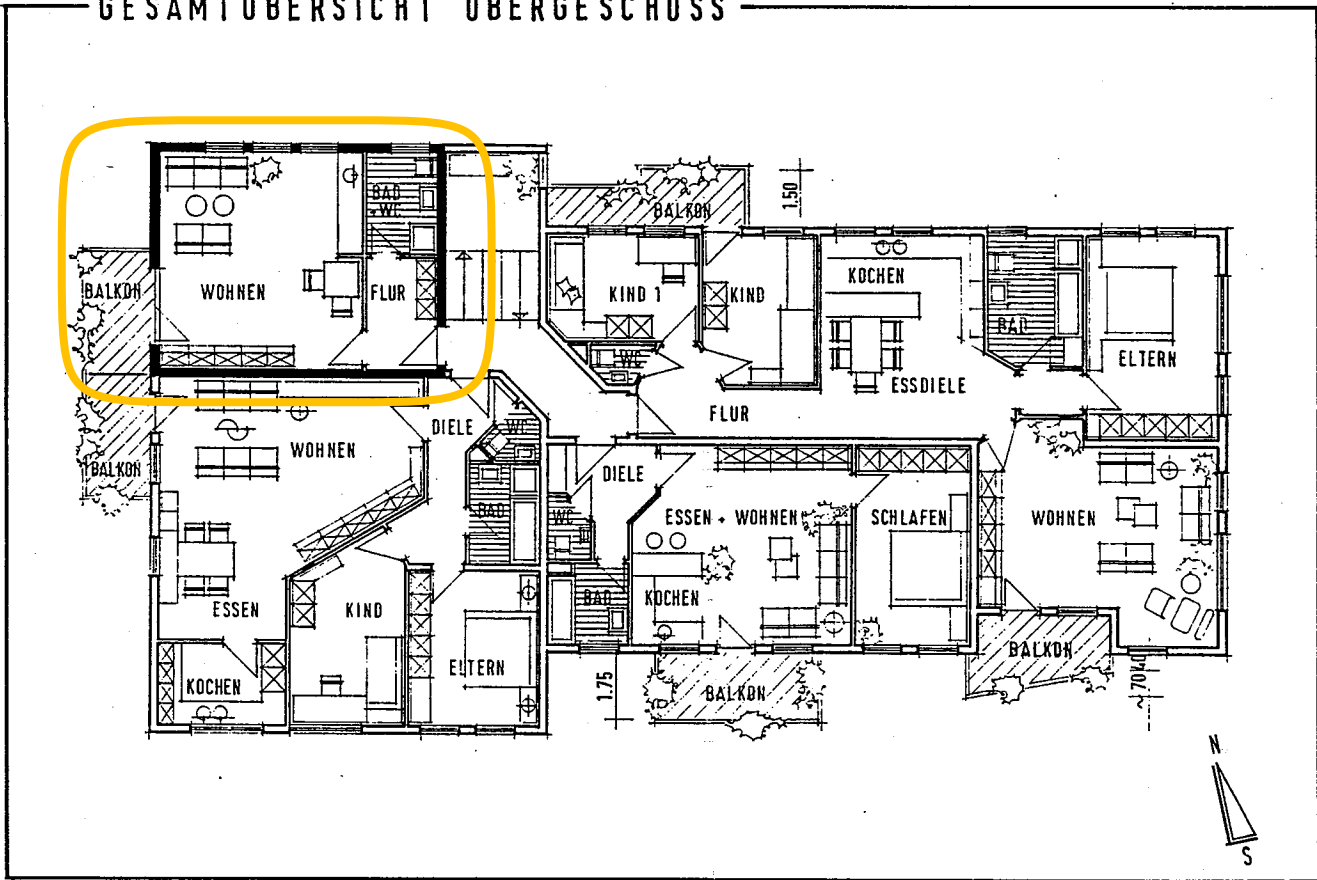 GESAMTÜBERSICHT OBERGESCHOSS
BAD
WC
BALKON
WOHNEN
FLUR
BALKON
1.50
KIND 1
KIND
KOCHEN
BAD
ELTERN
WC
ESSDIELE
FLUR
DIELE
WC
WOHNEN
BALKON
BAD
DIELE
WC
ESSEN + WOHNEN
SCHLAFEN
WOHNEN
ESSEN
KIND
BAD
KOCHEN
ELTERN
KOCHEN
1.75
BALKON
BALKON
~70/40
N
S